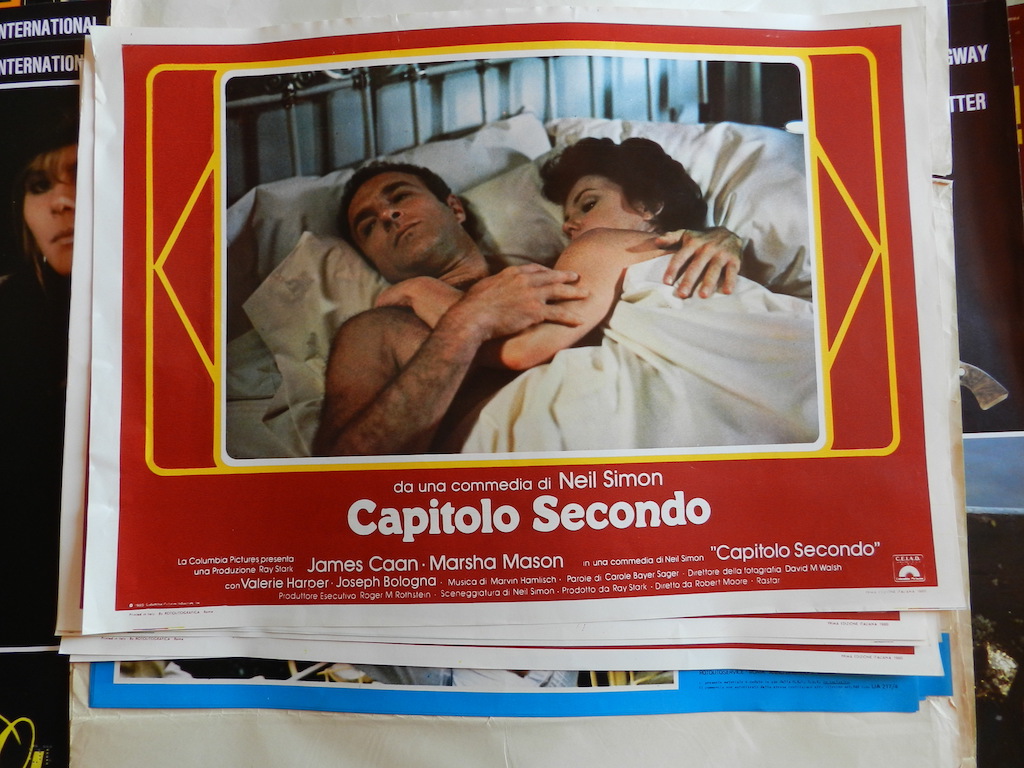 INTERNATIONAL
INTERNATION
GWAY
TTER
da una commedia di Neil Simon
Capitolo Secondo
La Columbia Pictures presenta
una Produzione Ray Stark
James Caan · Marsha Mason
in una commedia di Neil Simon "Capitolo Secondo"
con Valerie Harper · Joseph Bologna · Musica di Marvin Hamlisch · Parole di Carole Bayer Sager · Direttore della fotografia David M Walsh
Produttore Esecutivo Roger M Rothstein · Sceneggiatura di Neil Simon · Prodotto da Ray Stark · Diretto da Robert Moore · Rastar
C.E.I.A.D.
Columbia